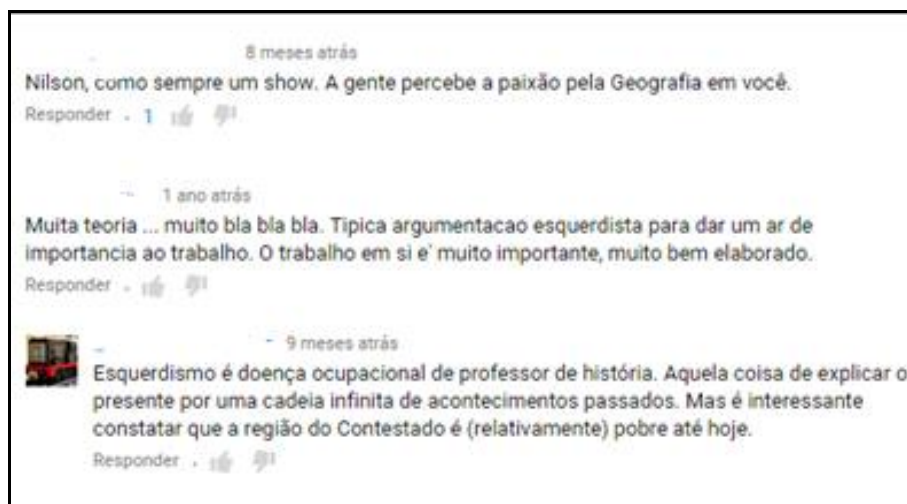 8 meses atrás
Nilson, como sempre um show. A gente percebe a paixão pela Geografia em você.
Responder . 1
1 ano atrás
Muita teoria ... muito bla bla bla. Tipica argumentacao esquerdista para dar um ar de
importancia ao trabalho. O trabalho em si e' muito importante, muito bem elaborado.
Responder .
9 meses atrás
Esquerdismo é doença ocupacional de professor de história. Aquela coisa de explicar o
presente por uma cadeia infinita de acontecimentos passados. Mas é interessante
constatar que a região do Contestado é (relativamente) pobre até hoje.
Responder .